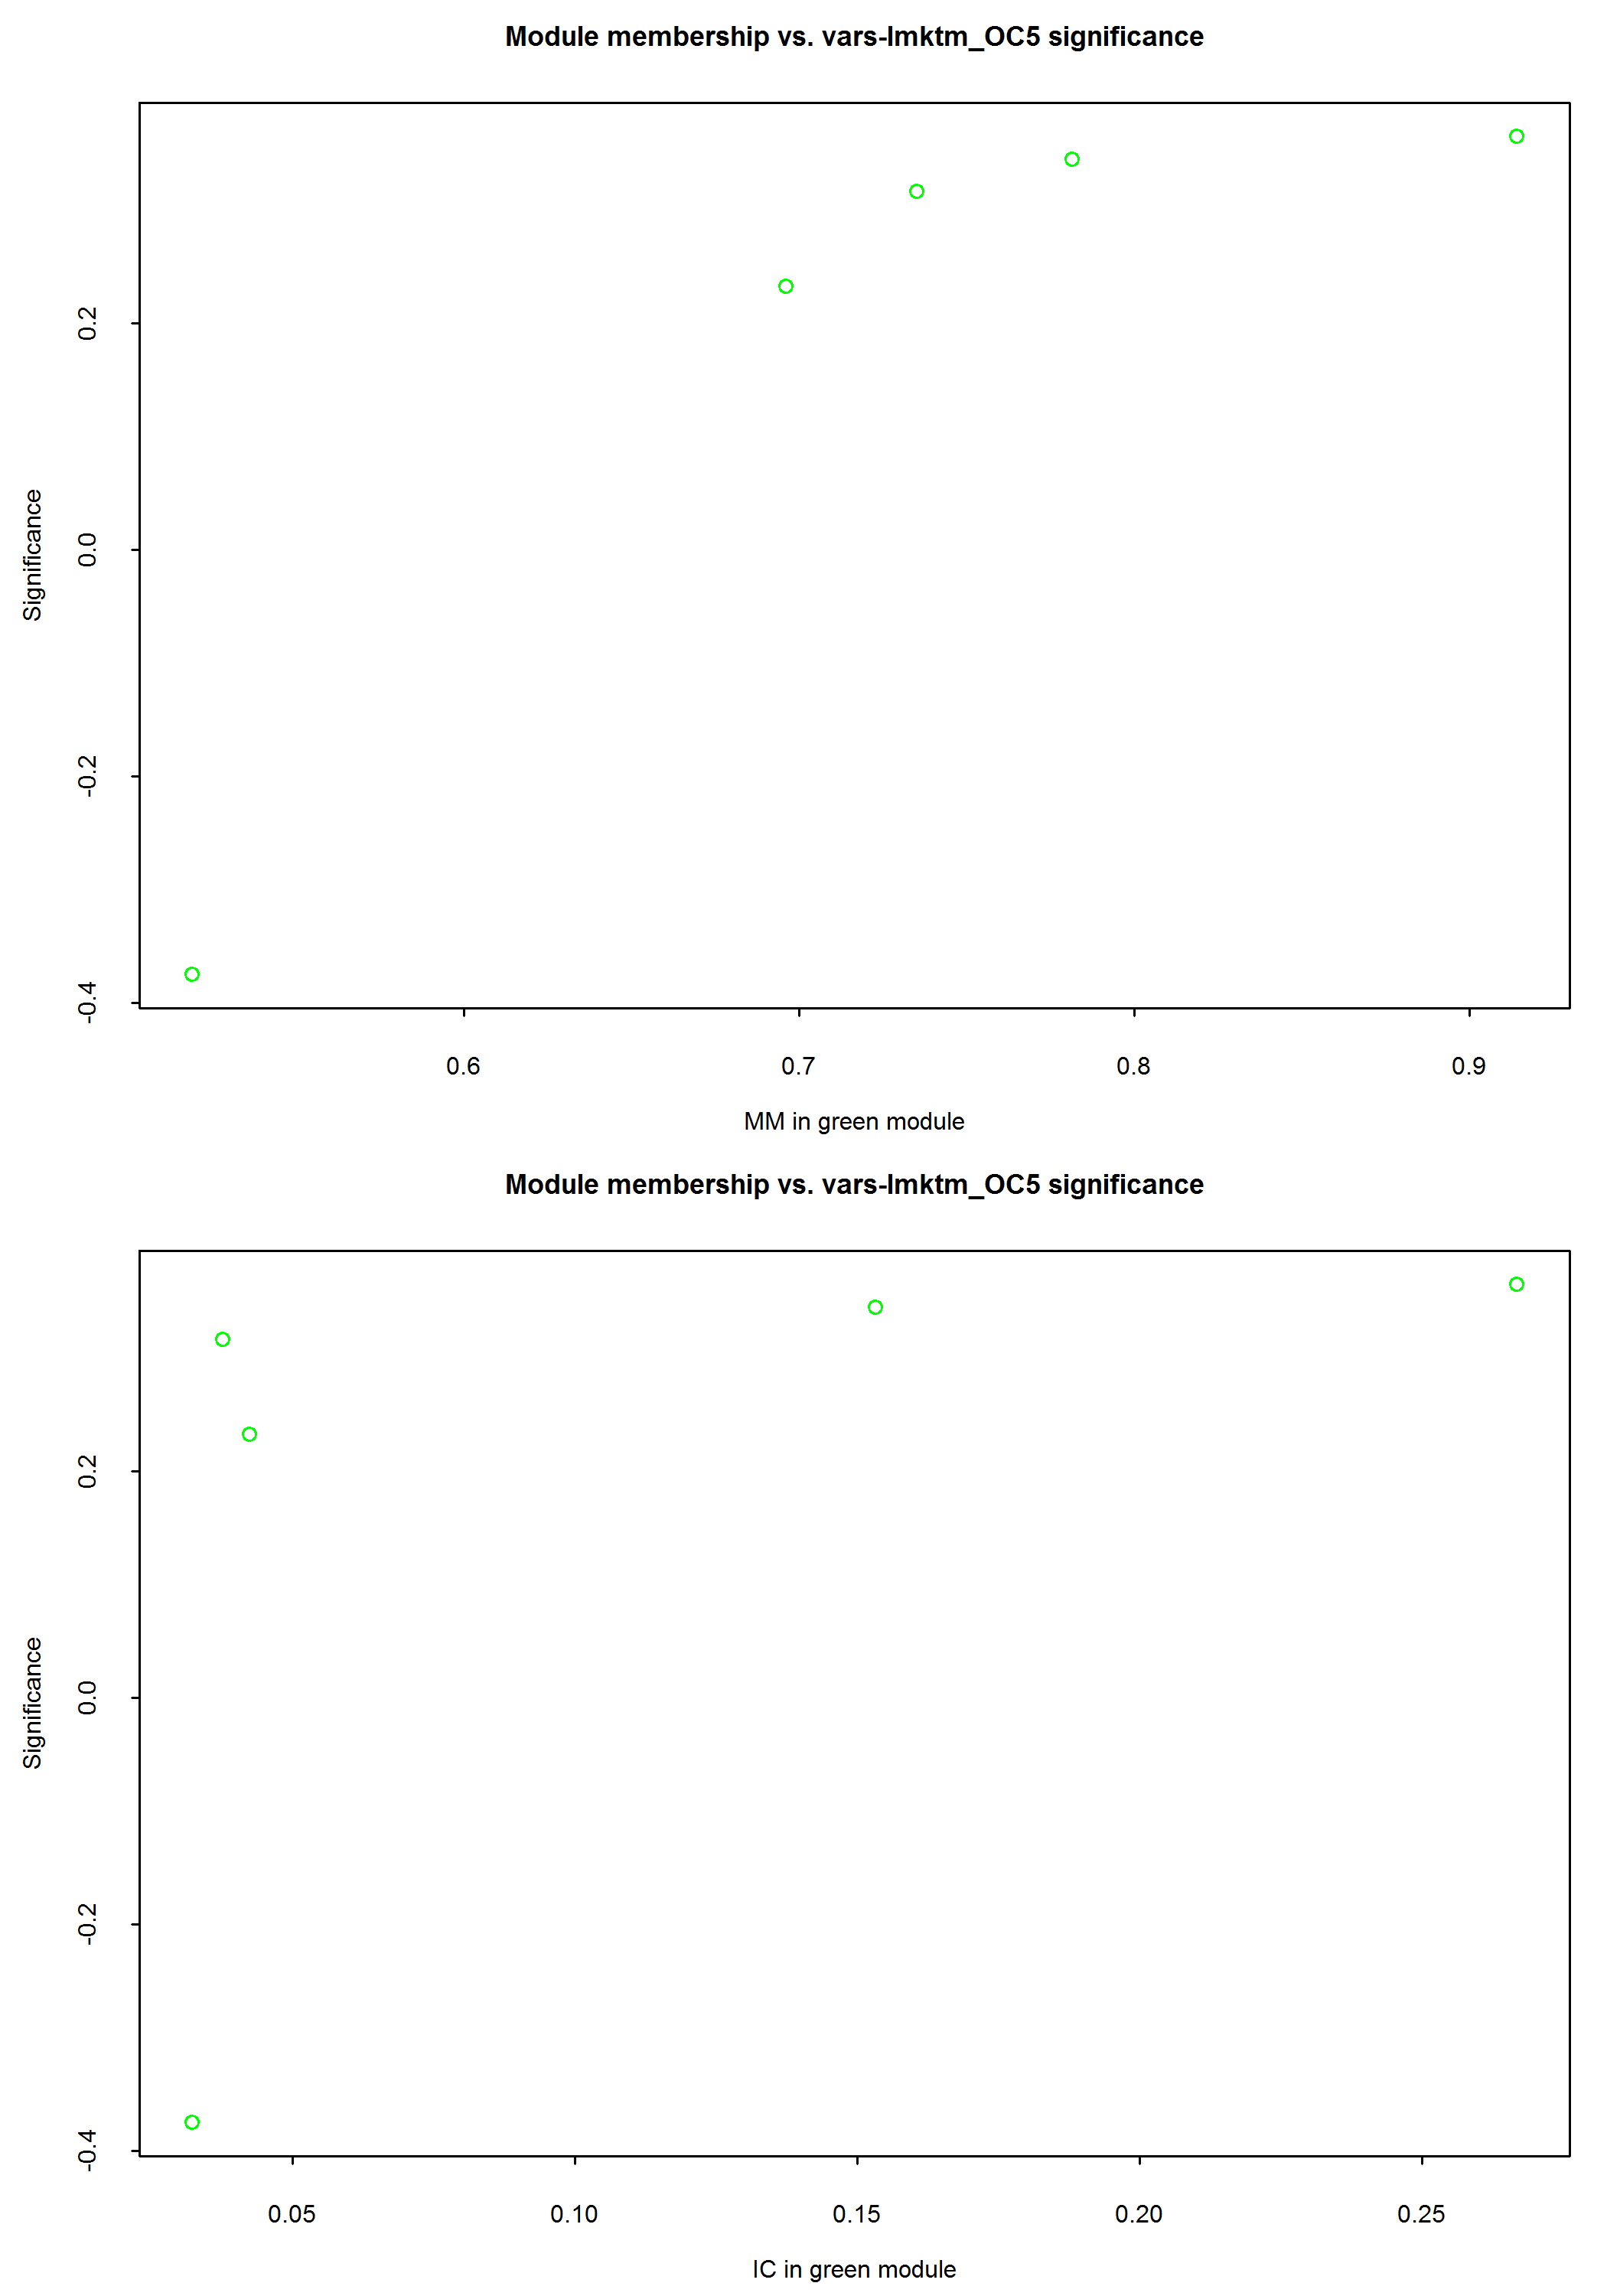 Module membership vs. vars-lmktm_OC5 significance
Significance
0.2
0.0
-0.2
-0.4
0.6 0.7 0.8 0.9
MM in green module
Module membership vs. vars-lmktm_OC5 significance
Significance
0.2
0.0
-0.2
-0.4
0.05 0.10 0.15 0.20 0.25
IC in green module